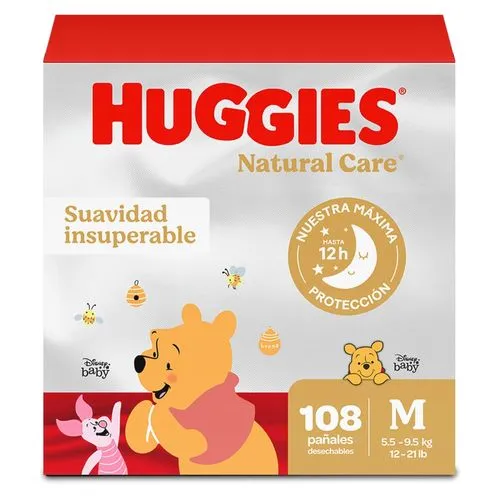 HUGGIES®
Natural Care®
Suavidad
insuperable
NUESTRA MÁXIMA
HASTA
12h
PROTECCIÓN
Disney
baby
Disney
baby
108
pañales
desechables
M
5.5 - 9.5 kg
12 - 21 lb